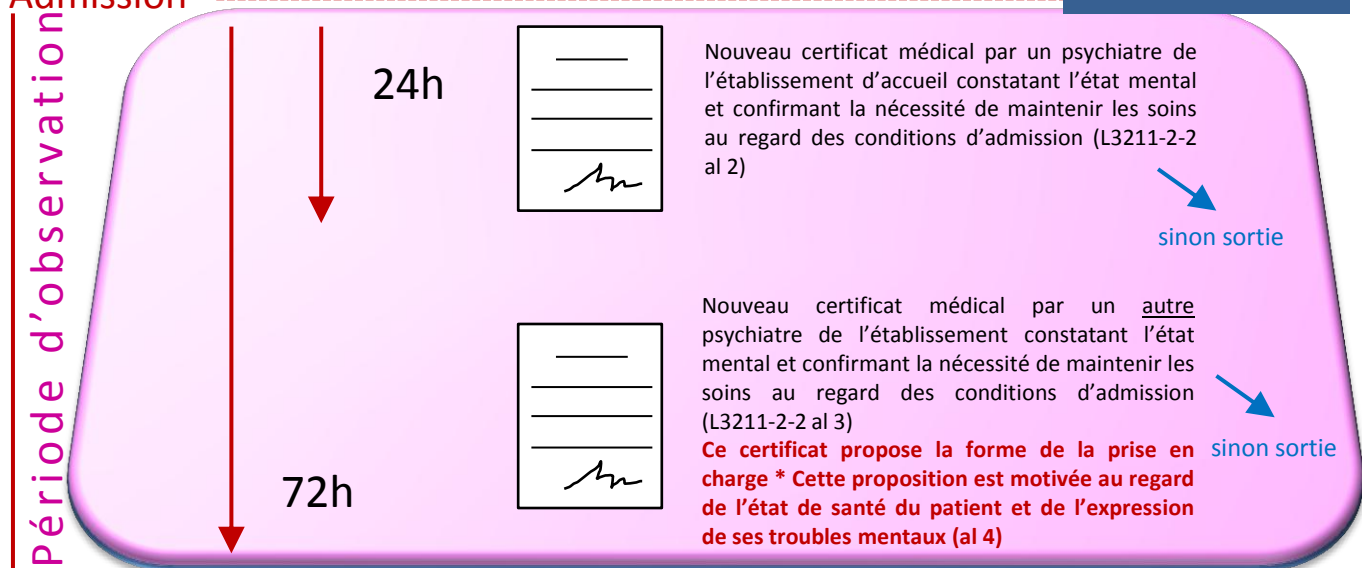 Admission
Période d’observation
24h
Nouveau certificat médical par un psychiatre de
l’établissement d’accueil constatant l’état mental
et confirmant la nécessité de maintenir les soins
au regard des conditions d’admission (L3211-2-2
al 2)
sinon sortie
72h
Nouveau certificat médical par un autre
psychiatre de l’établissement constatant l’état
mental et confirmant la nécessité de maintenir les
soins au regard des conditions d’admission
(L3211-2-2 al 3)
Ce certificat propose la forme de la prise en
charge * Cette proposition est motivée au regard
de l’état de santé du patient et de l’expression
de ses troubles mentaux (al 4)
sinon sortie